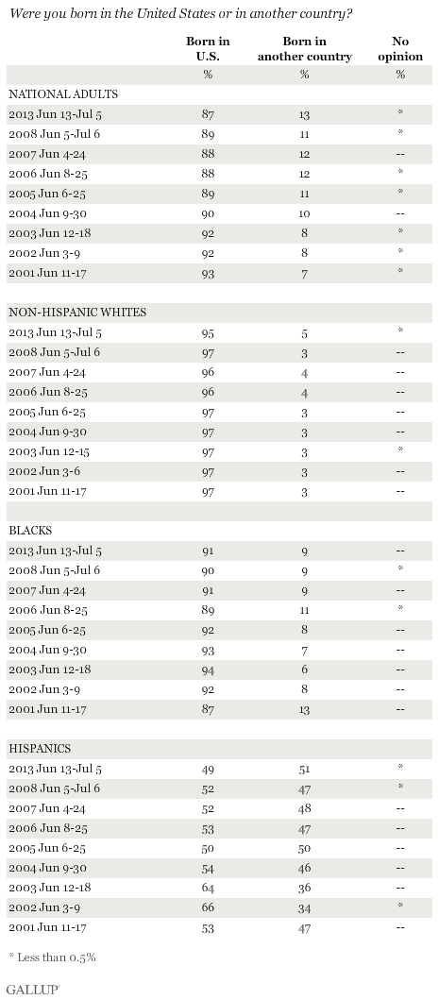 Were you born in the United States or in another country?
Born in U.S. Born in another country No opinion
% % %
NATIONAL ADULTS
2013 Jun 13-Jul 5 87 13 *
2008 Jun 5-Jul 6 89 11 *
2007 Jun 4-24 88 12 --
2006 Jun 8-25 88 12 *
2005 Jun 6-25 89 11 *
2004 Jun 9-30 90 10 --
2003 Jun 12-18 92 8 *
2002 Jun 3-9 92 8 *
2001 Jun 11-17 93 7 *
NON-HISPANIC WHITES
2013 Jun 13-Jul 5 95 5 *
2008 Jun 5-Jul 6 97 3 --
2007 Jun 4-24 96 4 --
2006 Jun 8-25 96 4 --
2005 Jun 6-25 97 3 --
2004 Jun 9-30 97 3 --
2003 Jun 12-15 97 3 *
2002 Jun 3-6 97 3 --
2001 Jun 11-17 97 3 --
BLACKS
2013 Jun 13-Jul 5 91 9 --
2008 Jun 5-Jul 6 90 9 *
2007 Jun 4-24 91 9 --
2006 Jun 8-25 89 11 *
2005 Jun 6-25 92 8 --
2004 Jun 9-30 93 7 --
2003 Jun 12-18 94 6 --
2002 Jun 3-9 92 8 --
2001 Jun 11-17 87 13 --
HISPANICS
2013 Jun 13-Jul 5 49 51 *
2008 Jun 5-Jul 6 52 47 *
2007 Jun 4-24 52 48 --
2006 Jun 8-25 53 47 --
2005 Jun 6-25 50 50 --
2004 Jun 9-30 54 46 --
2003 Jun 12-18 64 36 --
2002 Jun 3-9 66 34 *
2001 Jun 11-17 53 47 --
* Less than 0.5%
GALLUP